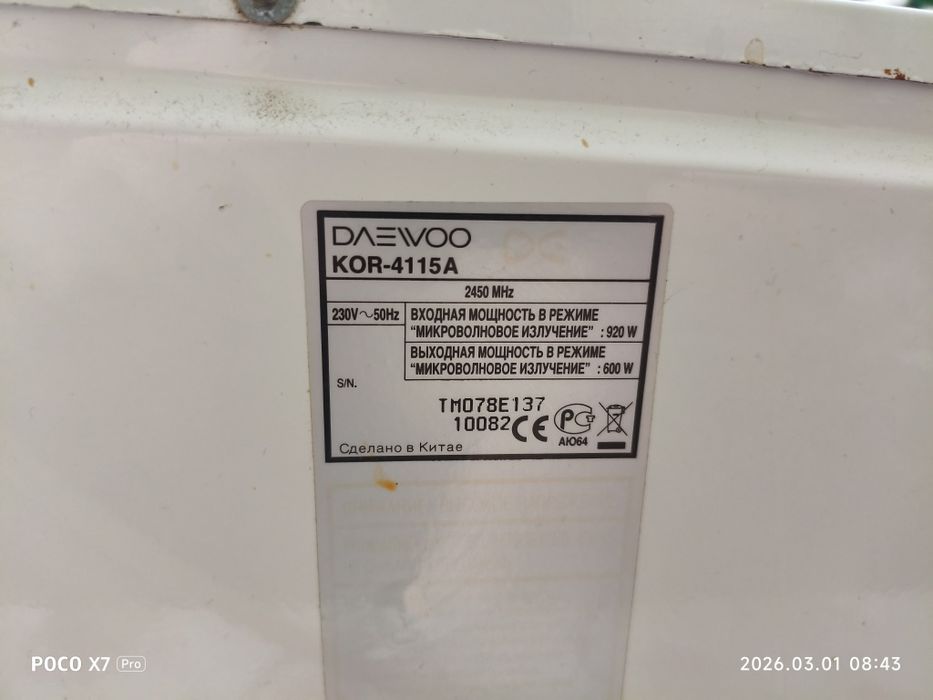 DAEWOO
KOR-4115A
2450 MHz
230V~50Hz
ВХОДНАЯ МОЩНОСТЬ В РЕЖИМЕ
“МИКРОВОЛНОВОЕ ИЗЛУЧЕНИЕ” : 920 W
ВЫХОДНАЯ МОЩНОСТЬ В РЕЖИМЕ
“МИКРОВОЛНОВОЕ ИЗЛУЧЕНИЕ” : 600 W
S/N.
TM078E137
10082
CE
АЮ64
Сделано в Китае
POCO X7 Pro
2026.03.01 08:43